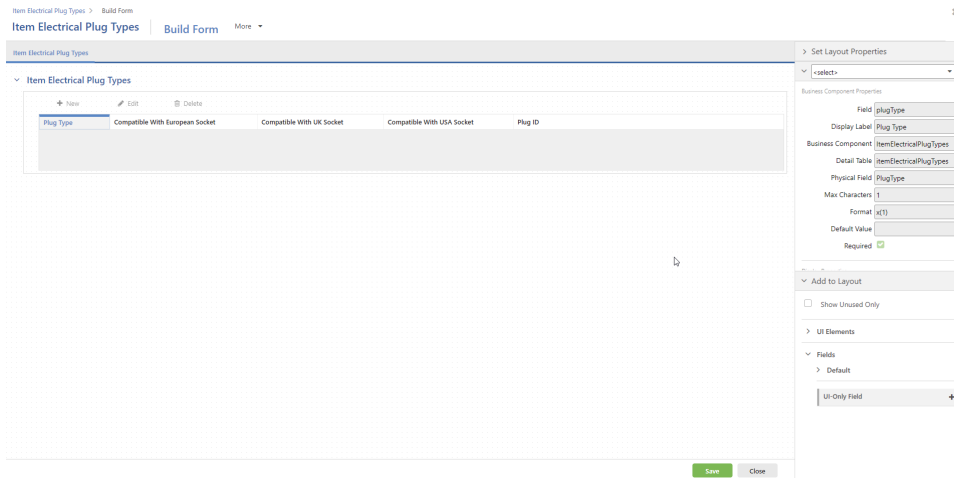 Item Electrical Plug Types > Build Form
Item Electrical Plug Types Build Form More
Item Electrical Plug Types
Item Electrical Plug Types
+ New Edit Delete
Plug Type Compatible With European Socket Compatible With UK Socket Compatible With USA Socket Plug ID
Save Close
Set Layout Properties
<select>
Business Component Properties
Field plugType
Display Label Plug Type
Business Component ItemElectricalPlugTypes
Detail Table itemElectricalPlugTypes
Physical Field PlugType
Max Characters 1
Format x(1)
Default Value
Required
Add to Layout
Show Unused Only
UI Elements
Fields
Default
UI-Only Field +